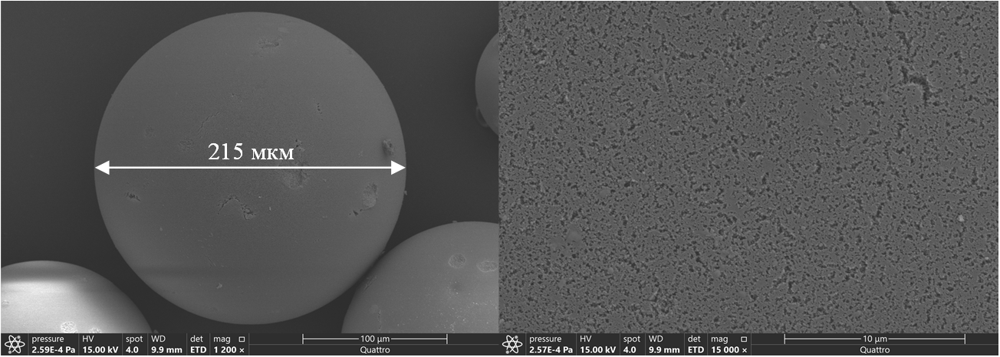 215 мкм
pressure HV spot WD det mag □ 100 μm
2.59E-4 Pa 15.00 kV 4.0 9.9 mm ETD 1 200 × Quattro
pressure HV spot WD det mag □ 10 μm
2.57E-4 Pa 15.00 kV 4.0 9.9 mm ETD 15 000 × Quattro